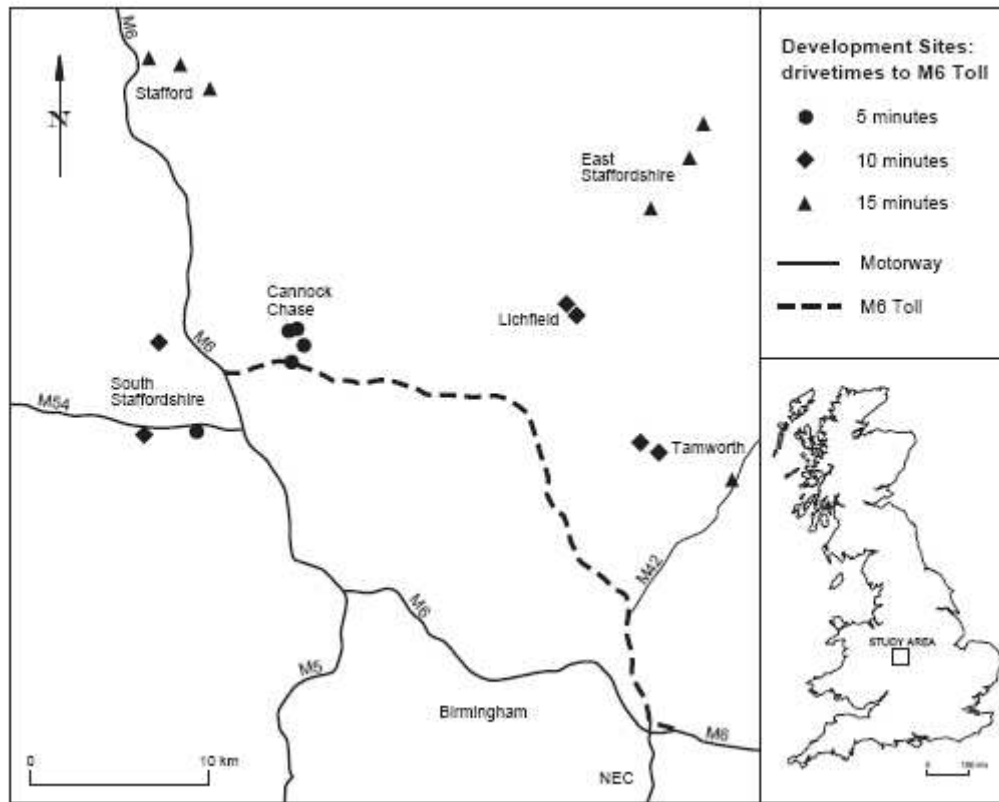 M6
N
Stafford
East
Staffordshire
Cannock
Chase
Lichfield
M6
South
Staffordshire
M54
Tamworth
M42
M6
M5
Birmingham
M6
NEC
0 10 km
Development Sites:
drivetimes to M6 Toll
5 minutes
10 minutes
15 minutes
Motorway
M6 Toll
STUDY AREA
0